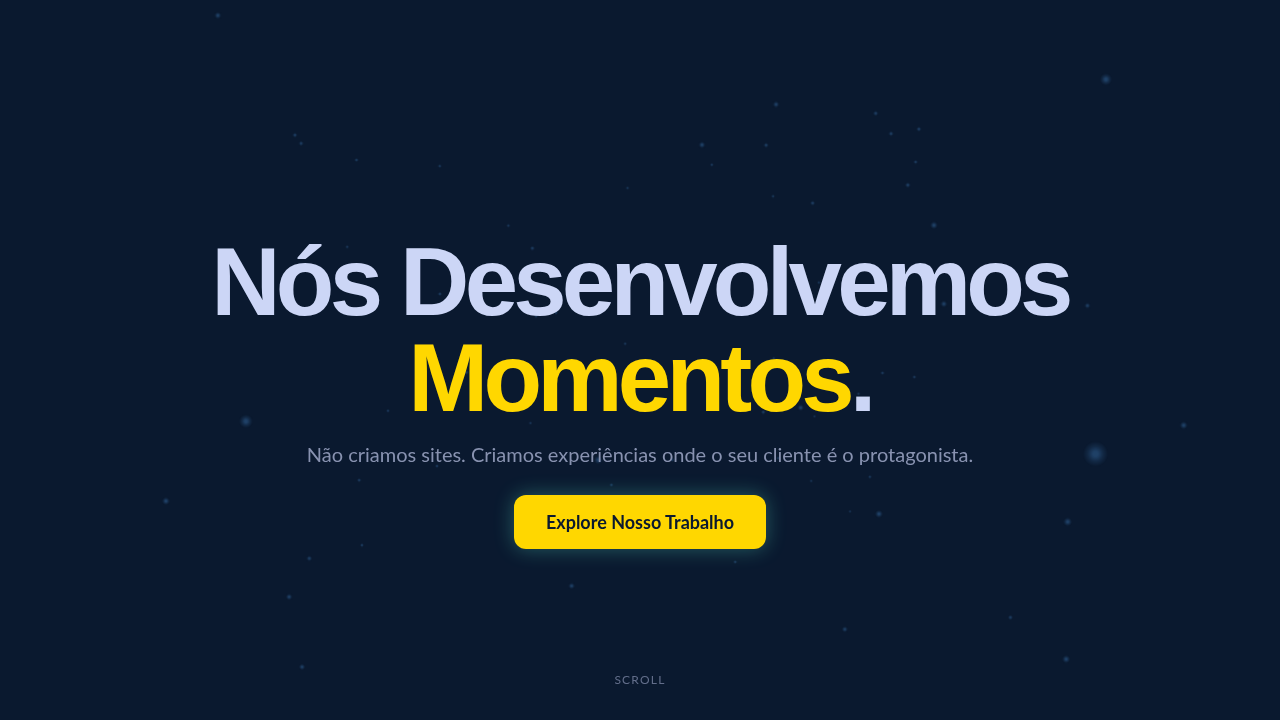 Nós Desenvolvemos
Momentos.
Não criamos sites. Criamos experiências onde o seu cliente é o protagonista.
Explore Nosso Trabalho
SCROLL